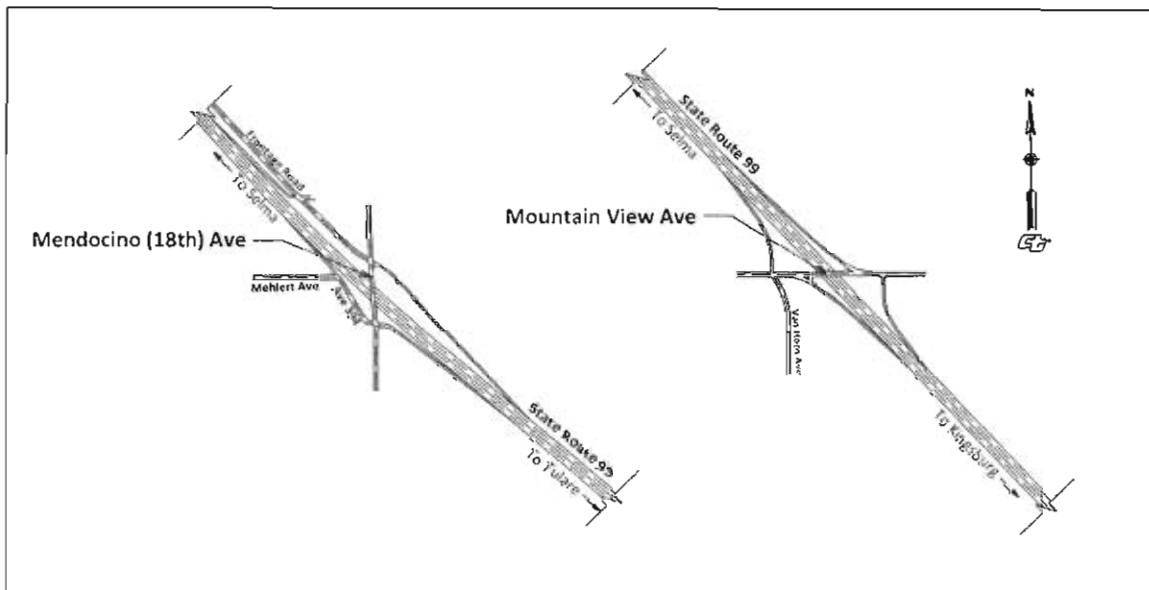 Frontage Road
To Selma
Mendocino (18th) Ave
Mehlert Ave
State Route 99
To Tulare
State Route 99
To Selma
Mountain View Ave
Van Horn Ave
To Kingsburg
N
Ct